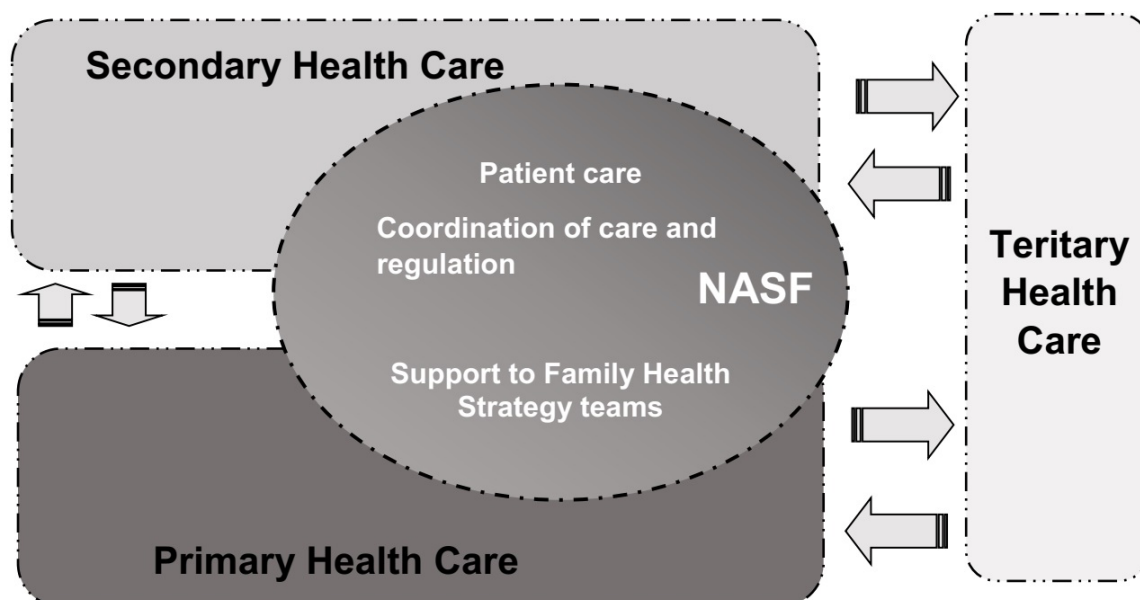 Secondary Health Care
Patient care
Coordination of care and
regulation
NASF
Support to Family Health
Strategy teams
Primary Health Care
Teritary
Health
Care